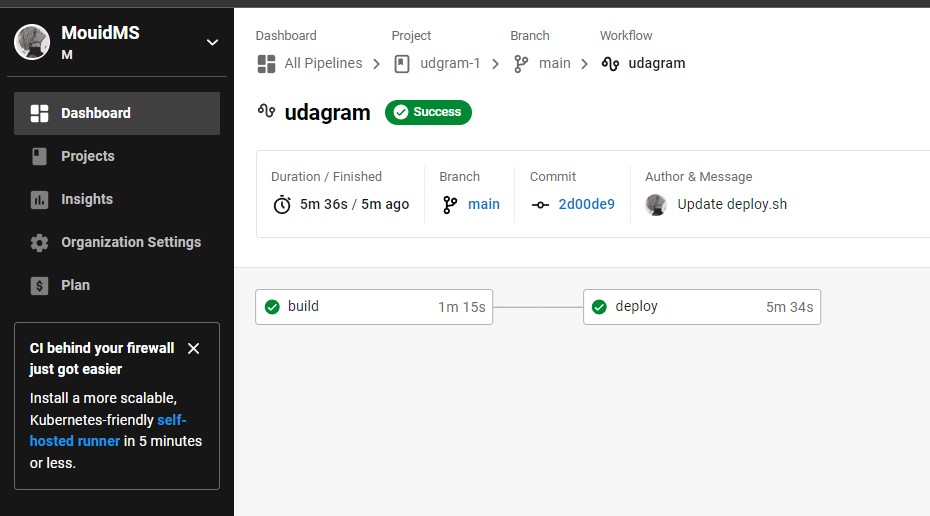 MouidMS
M
Dashboard
Projects
Insights
Organization Settings
Plan
CI behind your firewall
just got easier
Install a more scalable,
Kubernetes-friendly self-
hosted runner in 5 minutes
or less.
Dashboard Project Branch Workflow
All Pipelines udgram-1 main udagram
udagram Success
Duration / Finished Branch Commit Author & Message
5m 36s / 5m ago main 2d00de9 Update deploy.sh
build 1m 15s deploy 5m 34s